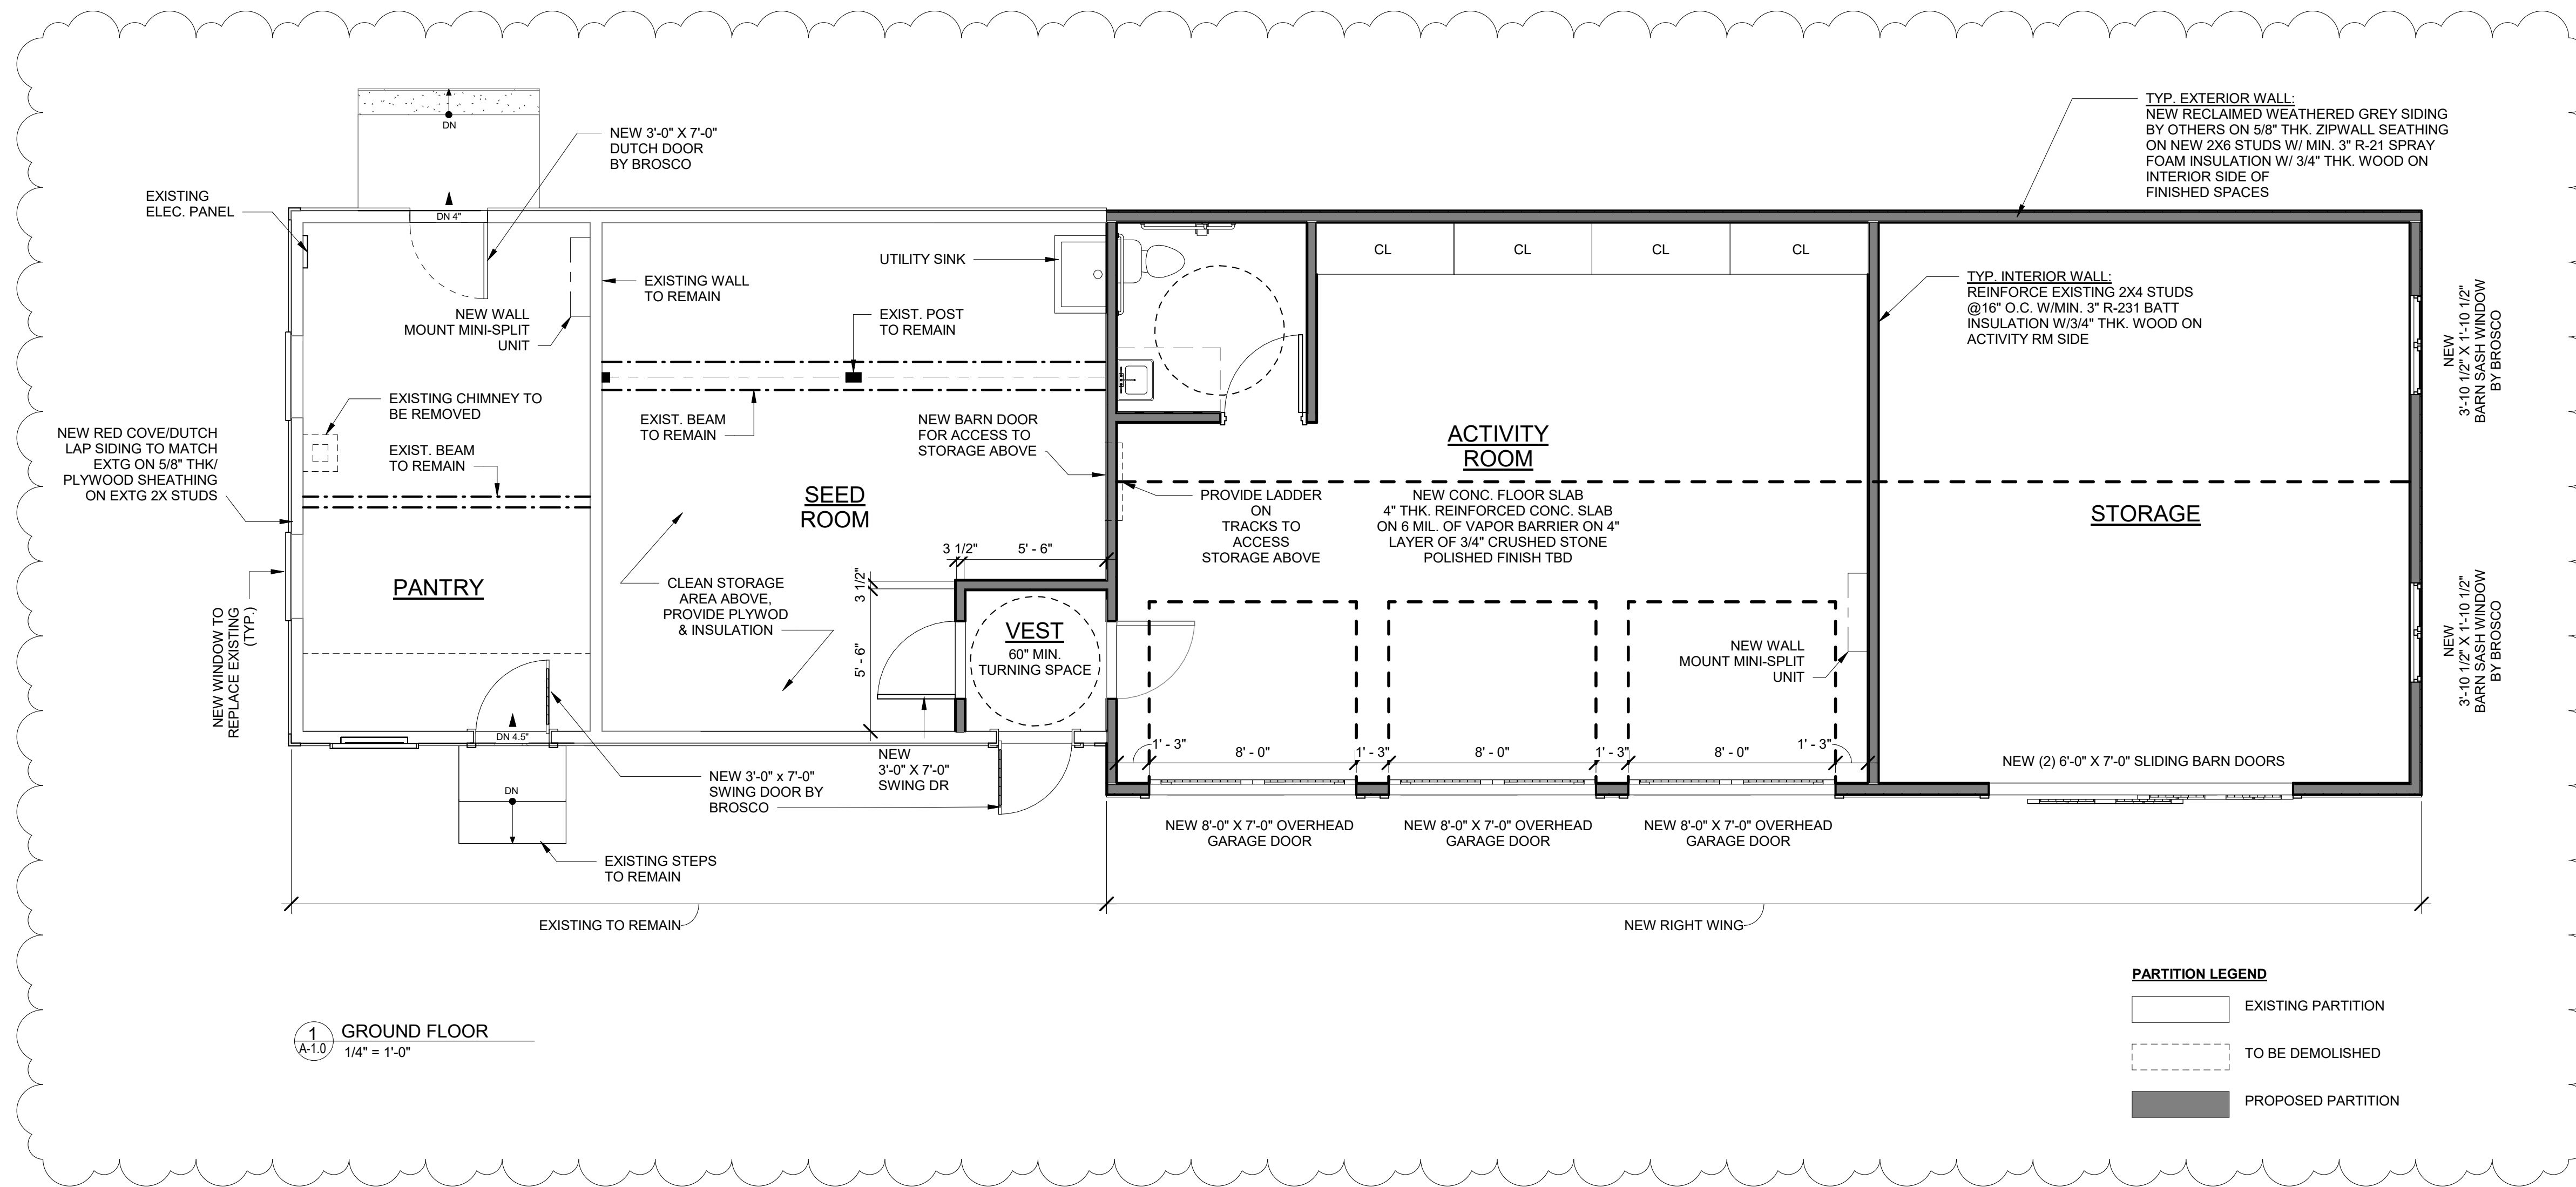 DN
NEW 3'-0" X 7'-0"
DUTCH DOOR
BY BROSCO
TYP. EXTERIOR WALL:
NEW RECLAIMED WEATHERED GREY SIDING
BY OTHERS ON 5/8" THK. ZIPWALL SEATHING
ON NEW 2X6 STUDS W/ MIN. 3" R-21 SPRAY
FOAM INSULATION W/ 3/4" THK. WOOD ON
INTERIOR SIDE OF
FINISHED SPACES
EXISTING
ELEC. PANEL
DN 4"
UTILITY SINK
CL
CL
CL
CL
EXISTING WALL
TO REMAIN
TYP. INTERIOR WALL:
REINFORCE EXISTING 2X4 STUDS
@16" O.C. W/MIN. 3" R-231 BATT
INSULATION W/3/4" THK. WOOD ON
ACTIVITY RM SIDE
NEW WALL
MOUNT MINI-SPLIT
UNIT
EXIST. POST
TO REMAIN
NEW
3'-10 1/2" X 1'-10 1/2"
BARN SASH WINDOW
BY BROSCO
EXISTING CHIMNEY TO
BE REMOVED
EXIST. BEAM
TO REMAIN
NEW BARN DOOR
FOR ACCESS TO
STORAGE ABOVE
NEW RED COVE/DUTCH
LAP SIDING TO MATCH
EXTG ON 5/8" THK/
PLYWOOD SHEATHING
ON EXTG 2X STUDS
EXIST. BEAM
TO REMAIN
ACTIVITY
ROOM
SEED
ROOM
PROVIDE LADDER
ON
TRACKS TO
ACCESS
STORAGE ABOVE
NEW CONC. FLOOR SLAB
4" THK. REINFORCED CONC. SLAB
ON 6 MIL. OF VAPOR BARRIER ON 4"
LAYER OF 3/4" CRUSHED STONE
POLISHED FINISH TBD
STORAGE
3 1/2"
5' - 6"
3 1/2"
5' - 6"
PANTRY
CLEAN STORAGE
AREA ABOVE,
PROVIDE PLYWOD
& INSULATION
VEST
60" MIN.
TURNING SPACE
NEW WINDOW TO
REPLACE EXISTING
(TYP.)
NEW WALL
MOUNT MINI-SPLIT
UNIT
NEW
3'-10 1/2" X 1'-10 1/2"
BARN SASH WINDOW
BY BROSCO
DN 4.5"
1' - 3"
8' - 0"
1' - 3"
8' - 0"
1' - 3"
8' - 0"
1' - 3"
NEW (2) 6'-0" X 7'-0" SLIDING BARN DOORS
NEW
3'-0" X 7'-0"
SWING DR
NEW 3'-0" x 7'-0"
SWING DOOR BY
BROSCO
DN
NEW 8'-0" X 7'-0" OVERHEAD
GARAGE DOOR
NEW 8'-0" X 7'-0" OVERHEAD
GARAGE DOOR
NEW 8'-0" X 7'-0" OVERHEAD
GARAGE DOOR
EXISTING STEPS
TO REMAIN
EXISTING TO REMAIN
NEW RIGHT WING
PARTITION LEGEND
EXISTING PARTITION
TO BE DEMOLISHED
PROPOSED PARTITION
1
A-1.0
GROUND FLOOR
1/4" = 1'-0"